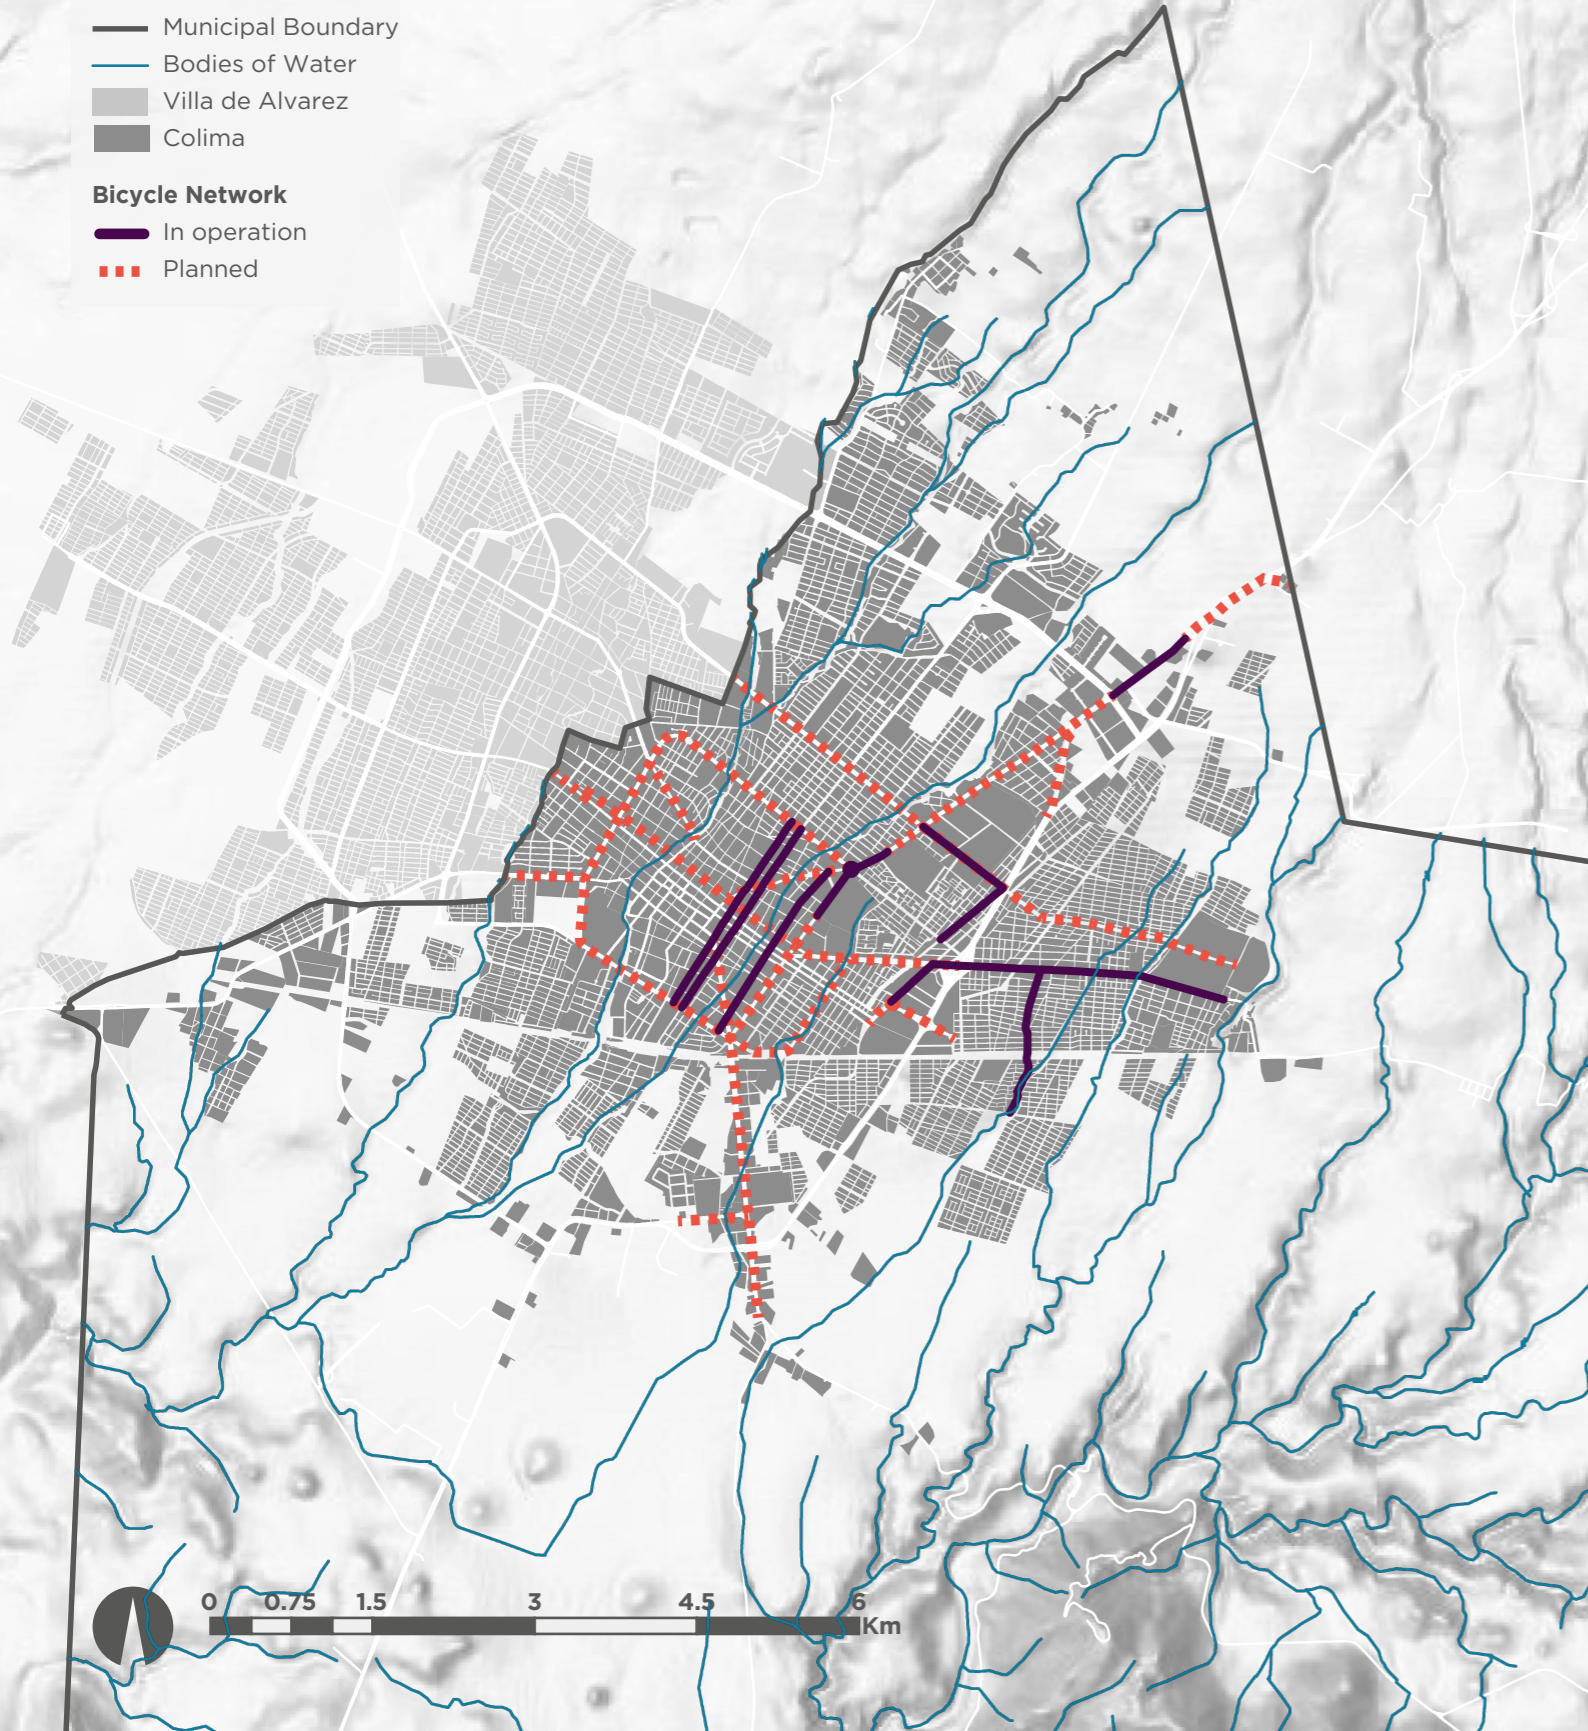 Municipal Boundary
Bodies of Water
Villa de Alvarez
Colima
Bicycle Network
In operation
Planned
0 0.75 1.5 3 4.5 6
Km